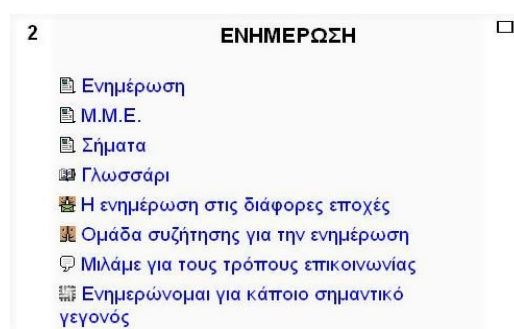 2 ΕΝΗΜΕΡΩΣΗ
Ενημέρωση
Μ.Μ.Ε.
Σήματα
Γλωσσάρι
Η ενημέρωση στις διάφορες εποχές
Ομάδα συζήτησης για την ενημέρωση
Μιλάμε για τους τρόπους επικοινωνίας
Ενημερώνομαι για κάποιο σημαντικό
γεγονός